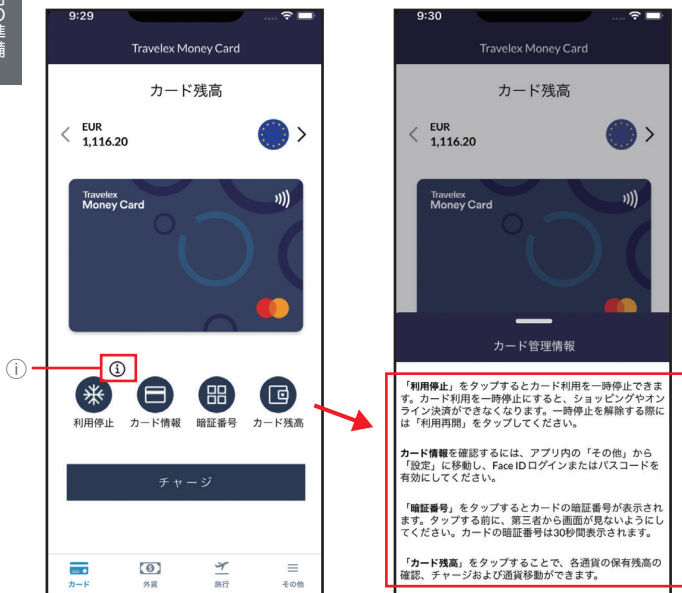 の準備
9:29
Travelex Money Card
カード残高
EUR
1,116.20
Travelex
Money Card
ⓘ
利用停止 カード情報 暗証番号 カード残高
チャージ
カード 外貨 旅行 その他
9:30
Travelex Money Card
カード残高
EUR
1,116.20
Travelex
Money Card
カード管理情報
「利用停止」をタップするとカード利用を一時停止できま
す。カード利用を一時停止にすると、ショッピングやオン
ライン決済ができなくなります。一時停止を解除する際に
は「利用再開」をタップしてください。
カード情報を確認するには、アプリ内の「その他」から
「設定」に移動し、Face IDログインまたはパスコードを
有効にしてください。
「暗証番号」をタップするとカードの暗証番号が表示され
ます。タップする前に、第三者から画面が見ないようにし
てください。カードの暗証番号は30秒間表示されます。
「カード残高」をタップすることで、各通貨の保有残高の
確認、チャージおよび通貨移動ができます。